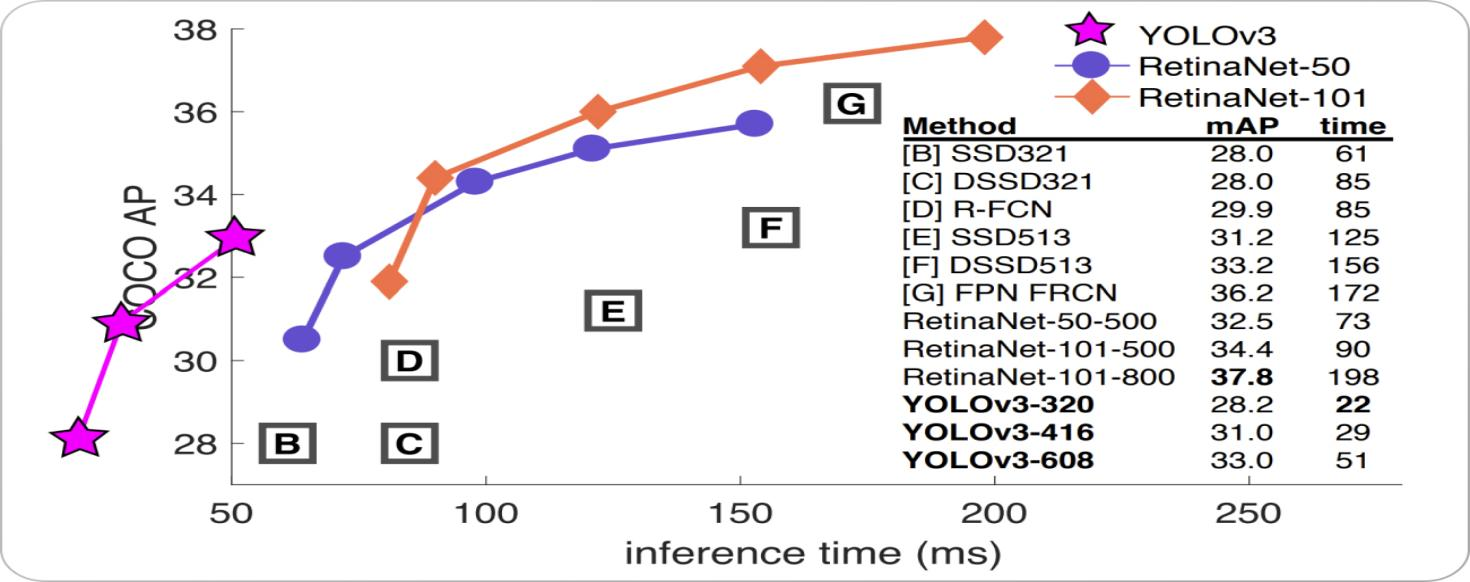 38
36
34
32
30
28
COCO AP
50 100 150 200 250
inference time (ms)
B
C
D
E
F
G
YOLOv3
RetinaNet-50
RetinaNet-101
Method mAP time
[B] SSD321 28.0 61
[C] DSSD321 28.0 85
[D] R-FCN 29.9 85
[E] SSD513 31.2 125
[F] DSSD513 33.2 156
[G] FPN FRCN 36.2 172
RetinaNet-50-500 32.5 73
RetinaNet-101-500 34.4 90
RetinaNet-101-800 37.8 198
YOLOv3-320 28.2 22
YOLOv3-416 31.0 29
YOLOv3-608 33.0 51